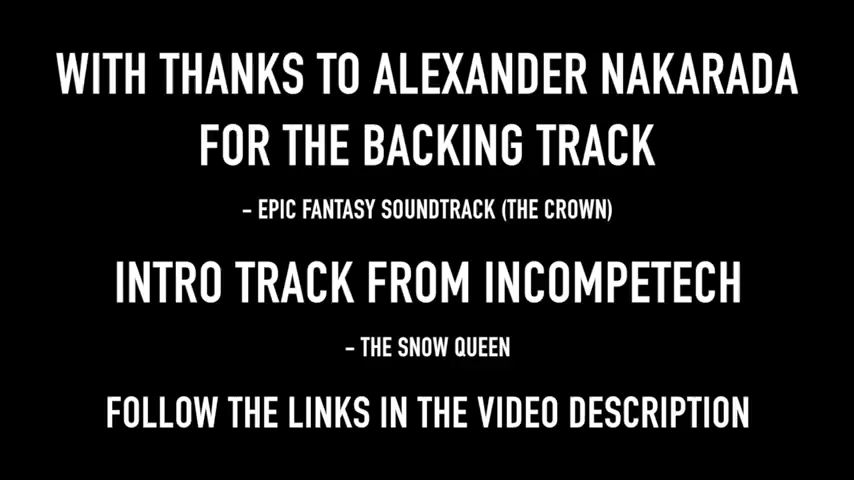 WITH THANKS TO ALEXANDER NAKARADA
FOR THE BACKING TRACK
- EPIC FANTASY SOUNDTRACK (THE CROWN)
INTRO TRACK FROM INCOMPETECH
- THE SNOW QUEEN
FOLLOW THE LINKS IN THE VIDEO DESCRIPTION